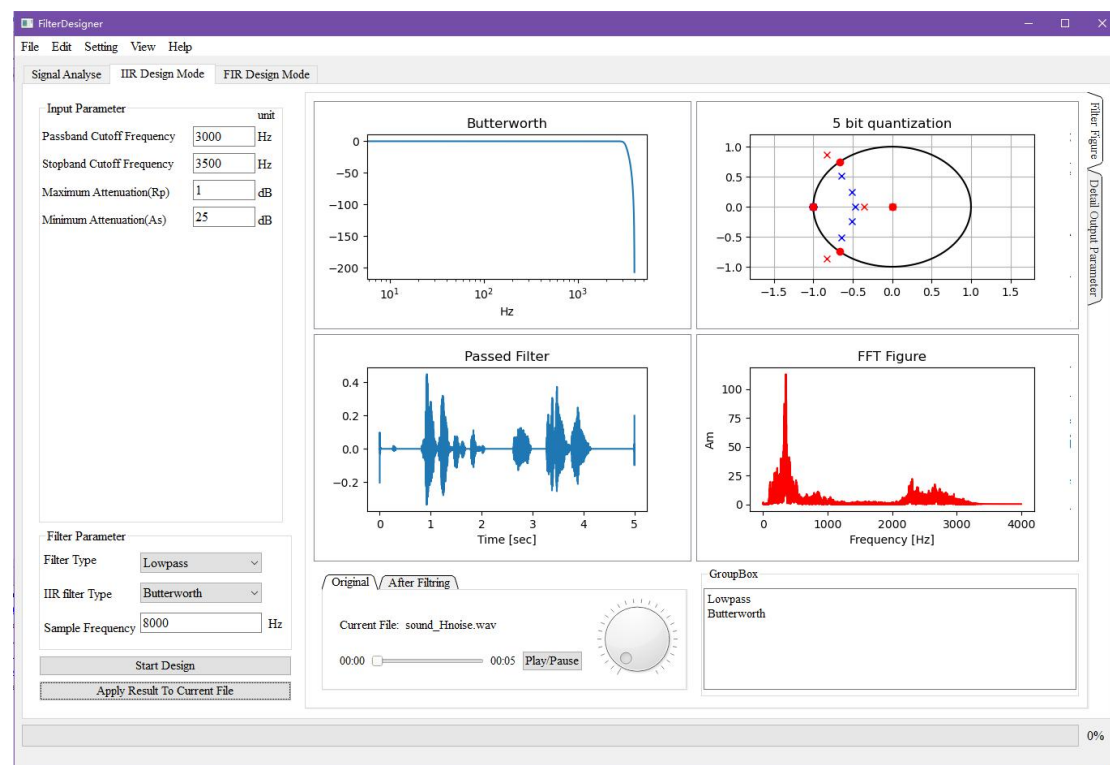 FilterDesigner
File Edit Setting View Help
Signal Analyse IIR Design Mode FIR Design Mode
Input Parameter
unit
Passband Cutoff Frequency 3000 Hz
Stopband Cutoff Frequency 3500 Hz
Maximum Attenuation(Rp) 1 dB
Minimum Attenuation(As) 25 dB
Filter Parameter
Filter Type Lowpass
IIR filter Type Butterworth
Sample Frequency 8000 Hz
Start Design
Apply Result To Current File
Butterworth
0
−50
−100
−150
−200
10¹ 10² 10³
Hz
5 bit quantization
1.0
0.5
0.0
−0.5
−1.0
−1.5 −1.0 −0.5 0.0 0.5 1.0 1.5
Passed Filter
0.4
0.2
0.0
−0.2
0 1 2 3 4 5
Time [sec]
FFT Figure
Am
100
75
50
25
0
0 1000 2000 3000 4000
Frequency [Hz]
Filter Figure
Detail Output Parameter
Original After Filtring
Current File: sound_Hnoise.wav
00:00 00:05 Play/Pause
GroupBox
Lowpass
Butterworth
0%